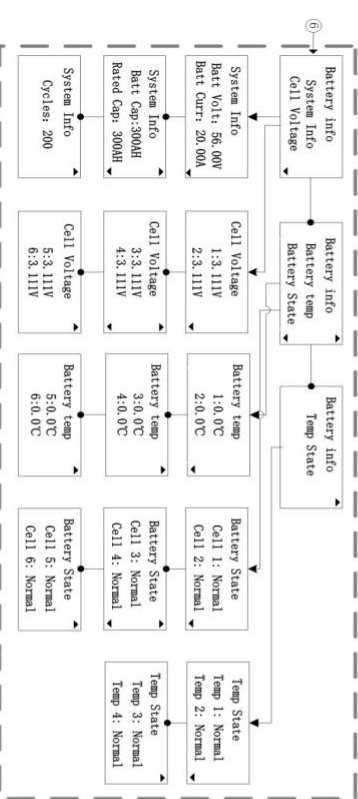 ⑥
Battery info
System Info
Cell Voltage
Battery info
Battery temp
Battery State
Battery info
Temp State
System Info
Batt Volt: 56.00V
Batt Curr: 20.00A
Cell Voltage
1:3.111V
2:3.111V
Battery temp
1:0.0℃
2:0.0℃
Battery State
Cell 1: Normal
Cell 2: Normal
Temp State
Temp 1: Normal
Temp 2: Normal
System Info
Batt Cap:300AH
Rated Cap: 300AH
Cell Voltage
3:3.111V
4:3.111V
Battery temp
3:0.0℃
4:0.0℃
Battery State
Cell 3: Normal
Cell 4: Normal
Temp State
Temp 3: Normal
Temp 4: Normal
System Info
Cycles: 200
Cell Voltage
5:3.111V
6:3.111V
Battery temp
5:0.0℃
6:0.0℃
Battery State
Cell 5: Normal
Cell 6: Normal